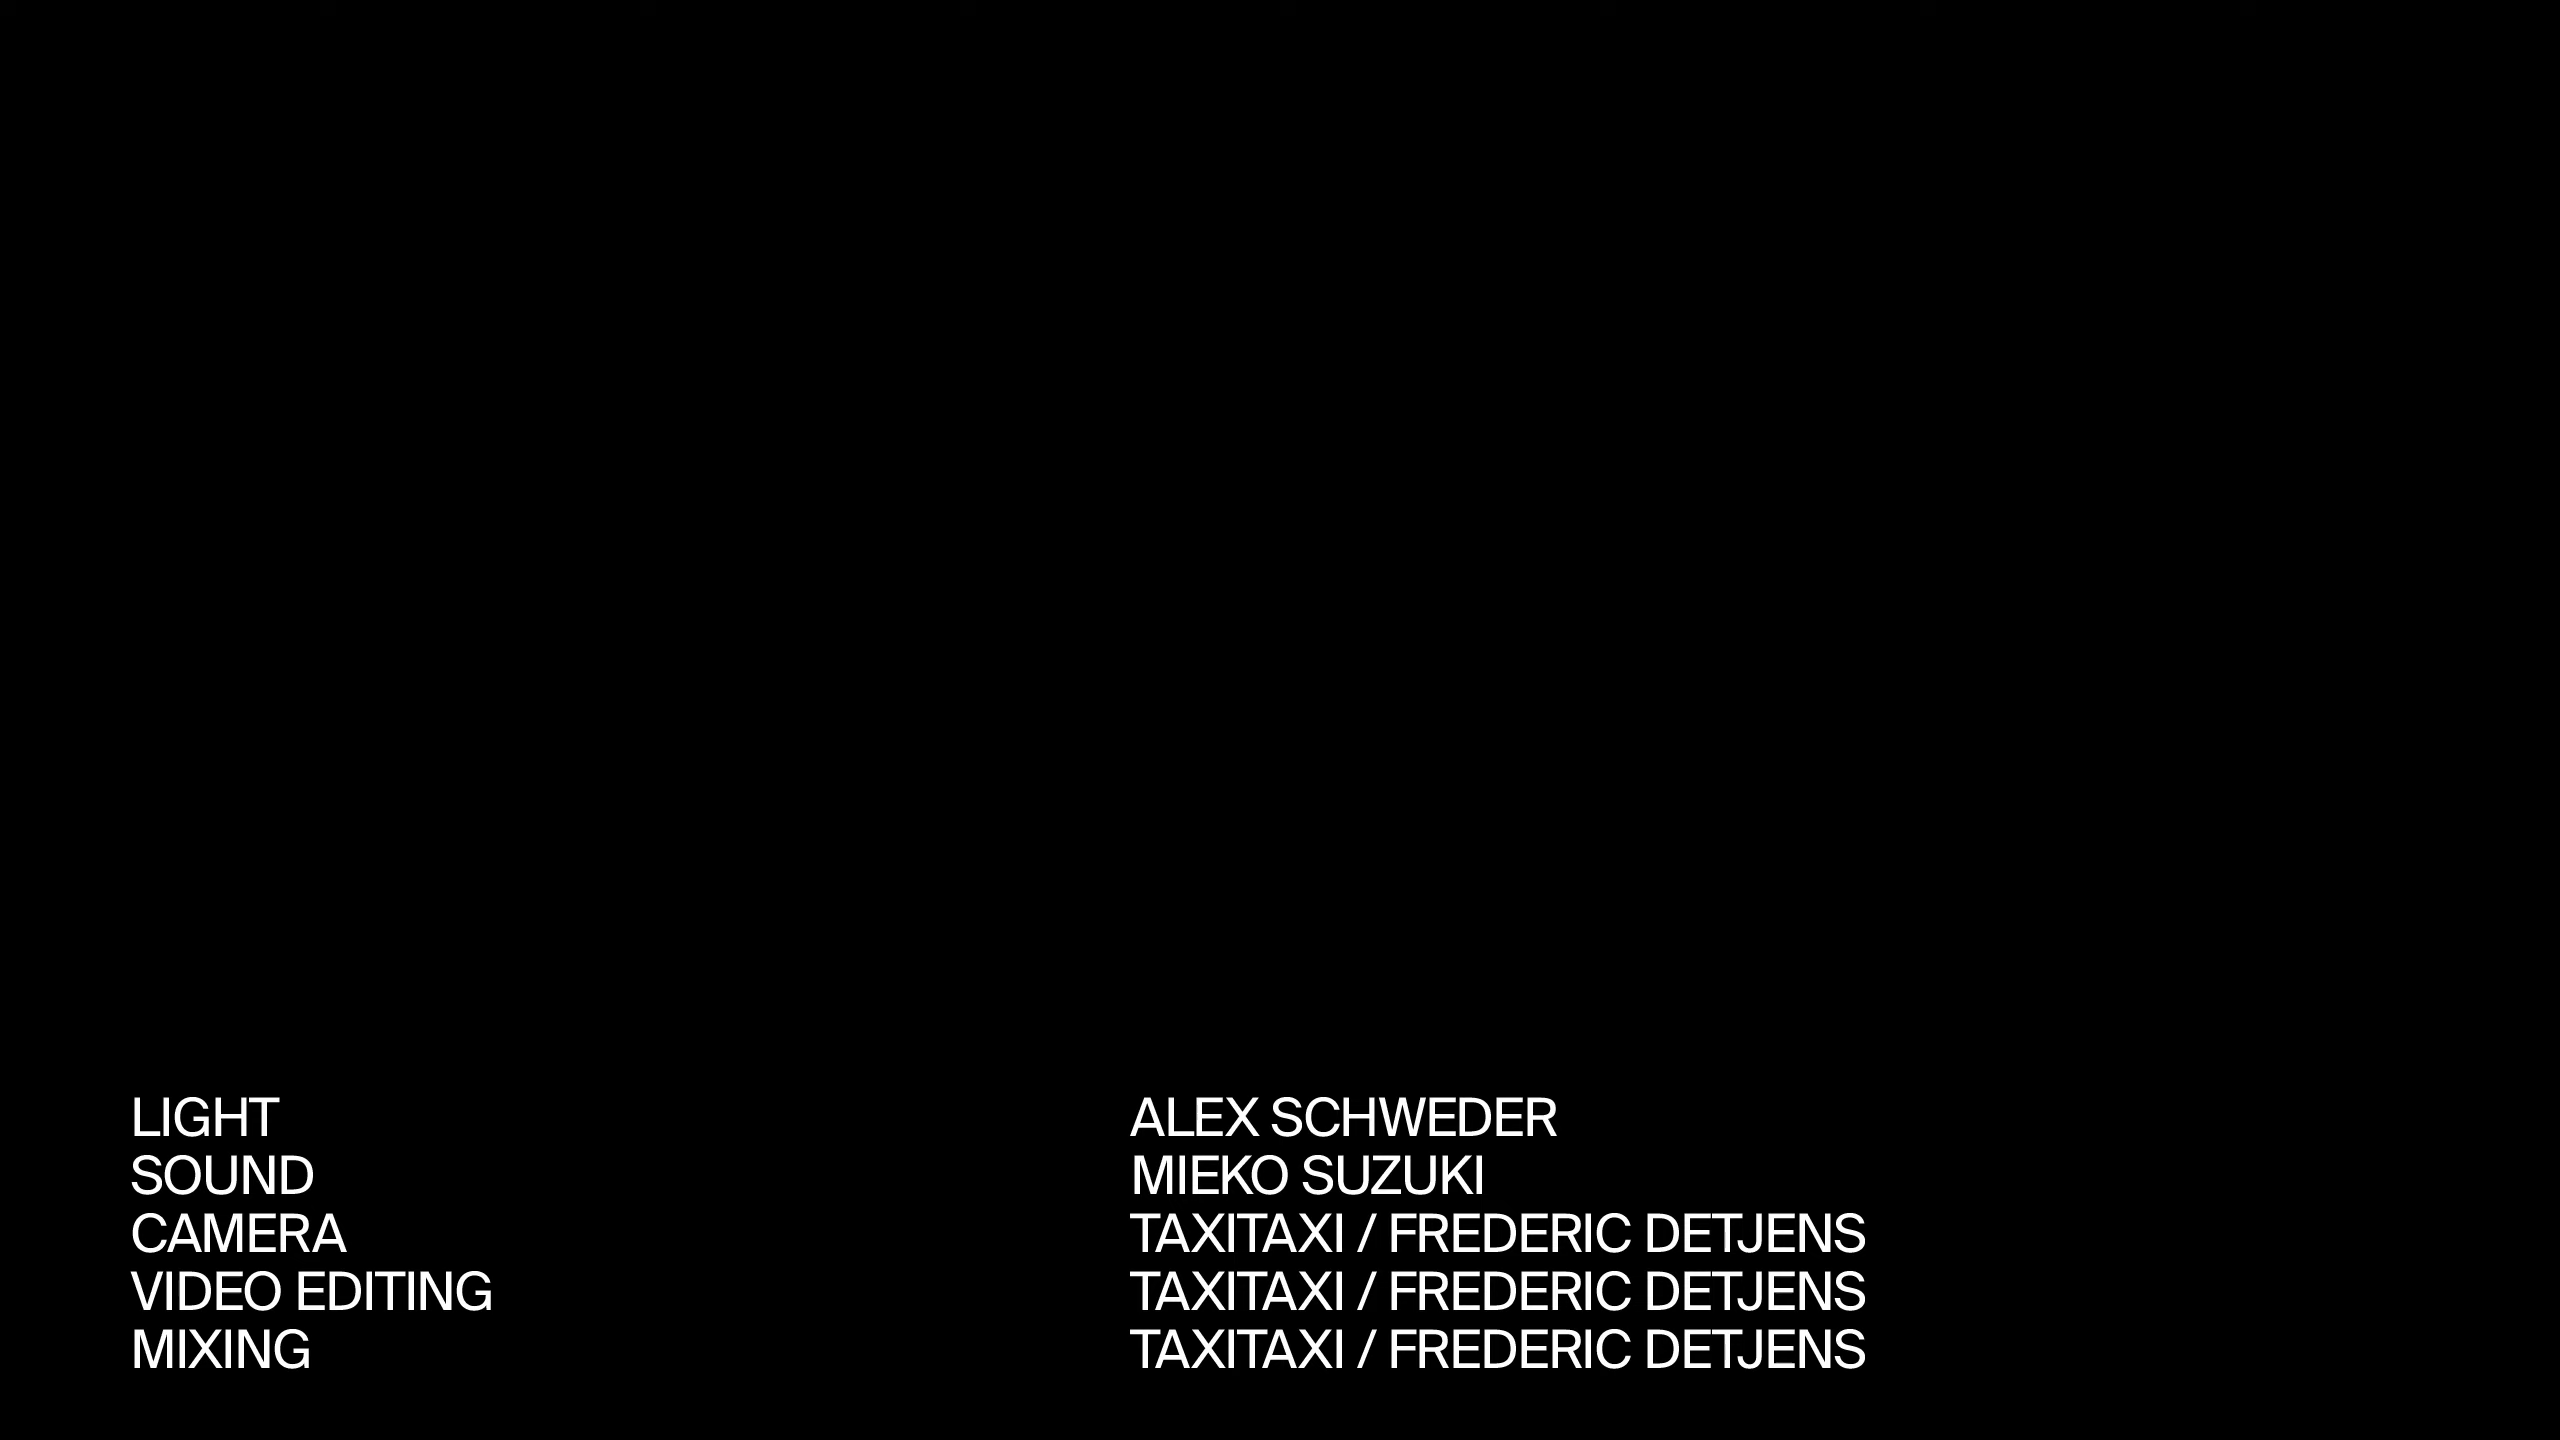 LIGHT ALEX SCHWEDER
SOUND MIEKO SUZUKI
CAMERA TAXITAXI / FREDERIC DETJENS
VIDEO EDITING TAXITAXI / FREDERIC DETJENS
MIXING TAXITAXI / FREDERIC DETJENS